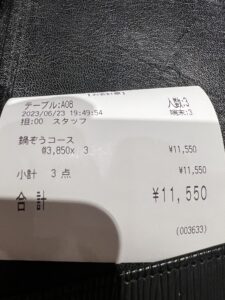 テーブル:A08 人数:3
2023/06/23 19:49:54 端末:3
担:00 スタッフ
鍋ぞうコース
@3,850x 3 ¥11,550
小計 3 点 ¥11,550
合計 ¥11,550
(003633)